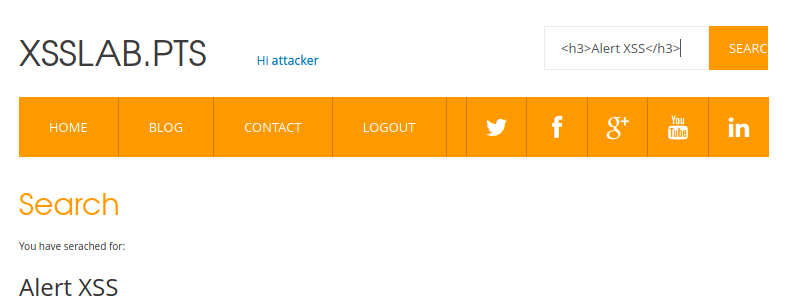 XSSLAB.PTS
Hi attacker
<h3>Alert XSS</h3>
SEARC
HOME
BLOG
CONTACT
LOGOUT
g+
You
Tube
in
Search
You have serached for:
Alert XSS